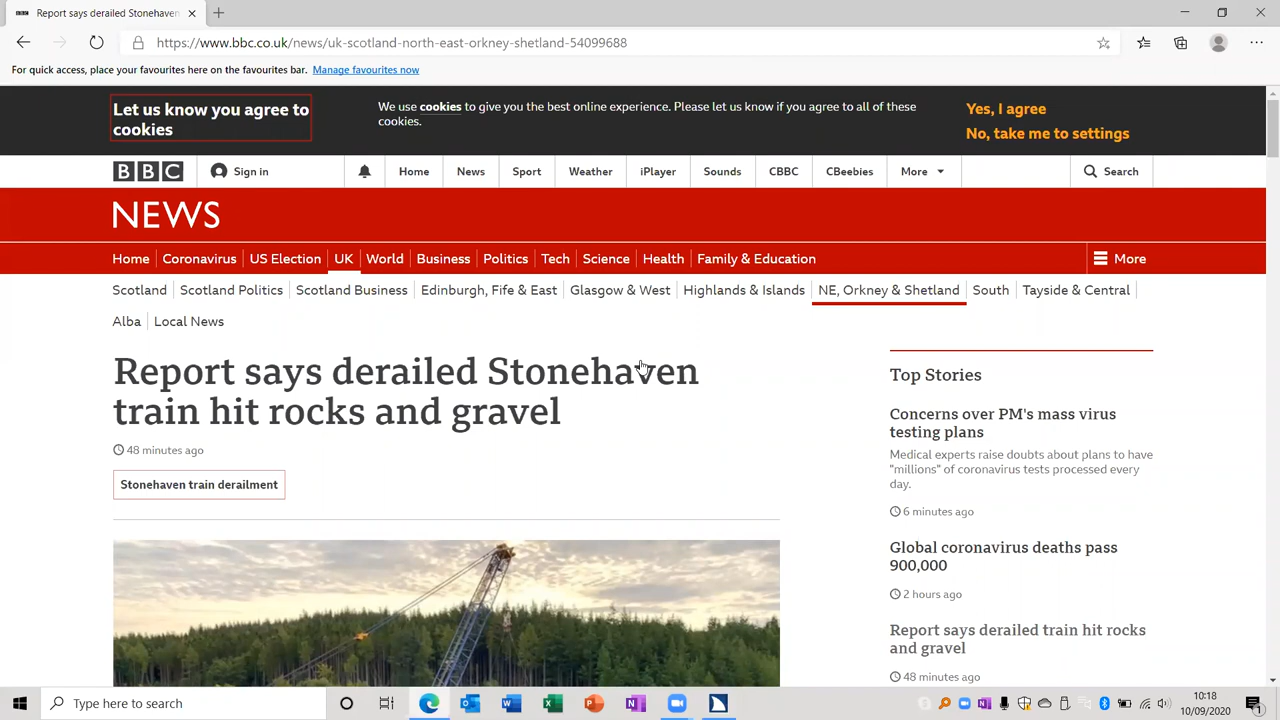 BBC Report says derailed Stonehaven
https://www.bbc.co.uk/news/uk-scotland-north-east-orkney-shetland-54099688
For quick access, place your favourites here on the favourites bar. Manage favourites now
Let us know you agree to
cookies
We use cookies to give you the best online experience. Please let us know if you agree to all of these
cookies.
Yes, I agree
No, take me to settings
BBC Sign in Home News Sport Weather iPlayer Sounds CBBC CBeebies More Search
NEWS
Home Coronavirus US Election UK World Business Politics Tech Science Health Family & Education More
Scotland Scotland Politics Scotland Business Edinburgh, Fife & East Glasgow & West Highlands & Islands NE, Orkney & Shetland South Tayside & Central
Alba Local News
Report says derailed Stonehaven
train hit rocks and gravel
48 minutes ago
Stonehaven train derailment
Top Stories
Concerns over PM's mass virus
testing plans
Medical experts raise doubts about plans to have
"millions" of coronavirus tests processed every
day.
6 minutes ago
Global coronavirus deaths pass
900,000
2 hours ago
Report says derailed train hit rocks
and gravel
48 minutes ago
Type here to search
10:18
10/09/2020
1